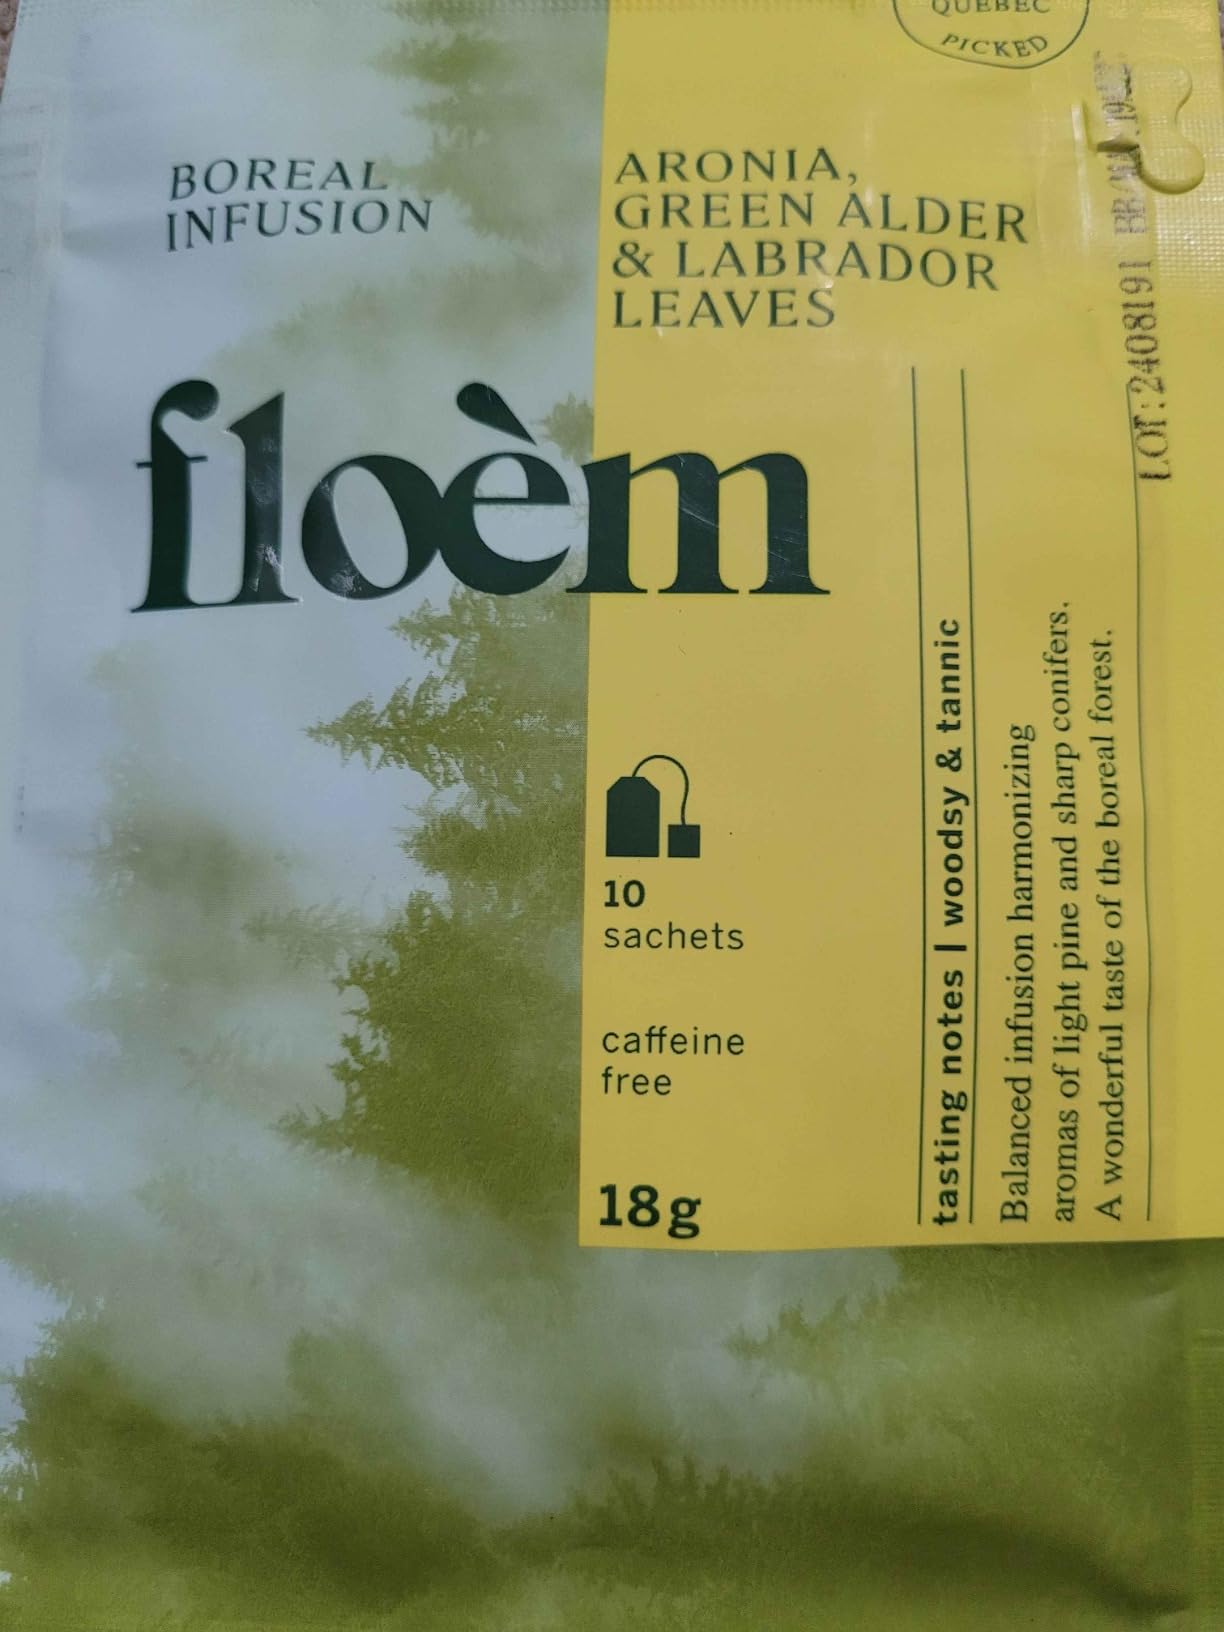 QUEBEC
PICKED
BOREAL
INFUSION
ARONIA,
GREEN ALDER
& LABRADOR
LEAVES
floèm
10
sachets
caffeine
free
18g
tasting notes | woodsy & tannic
Balanced infusion harmonizing
aromas of light pine and sharp conifers.
A wonderful taste of the boreal forest.
LOT:2408191